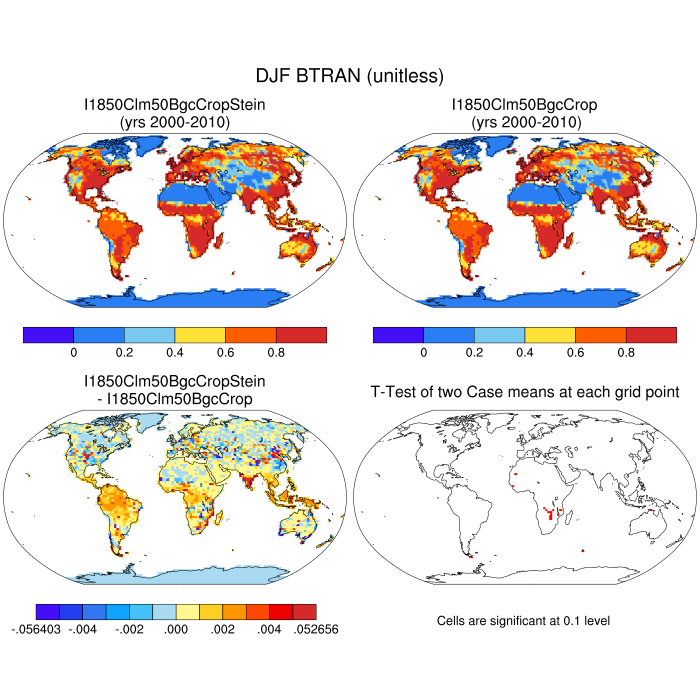 DJF BTRAN (unitless)
I1850Clm50BgcCropStein
(yrs 2000-2010)
I1850Clm50BgcCrop
(yrs 2000-2010)
0 0.2 0.4 0.6 0.8
0 0.2 0.4 0.6 0.8
I1850Clm50BgcCropStein
- I1850Clm50BgcCrop
T-Test of two Case means at each grid point
-.056403 -.004 -.002 .000 .002 .004 .052656
Cells are significant at 0.1 level